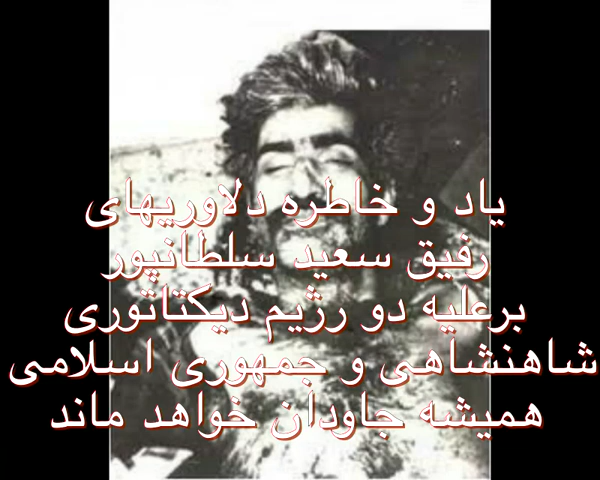 یاد و خاطره دلاوریهای
رفیق سعید سلطانپور
برعلیه دو رژیم دیکتاتوری
شاهنشاهی و جمهوری اسلامی
همیشه جاودان خواهد ماند